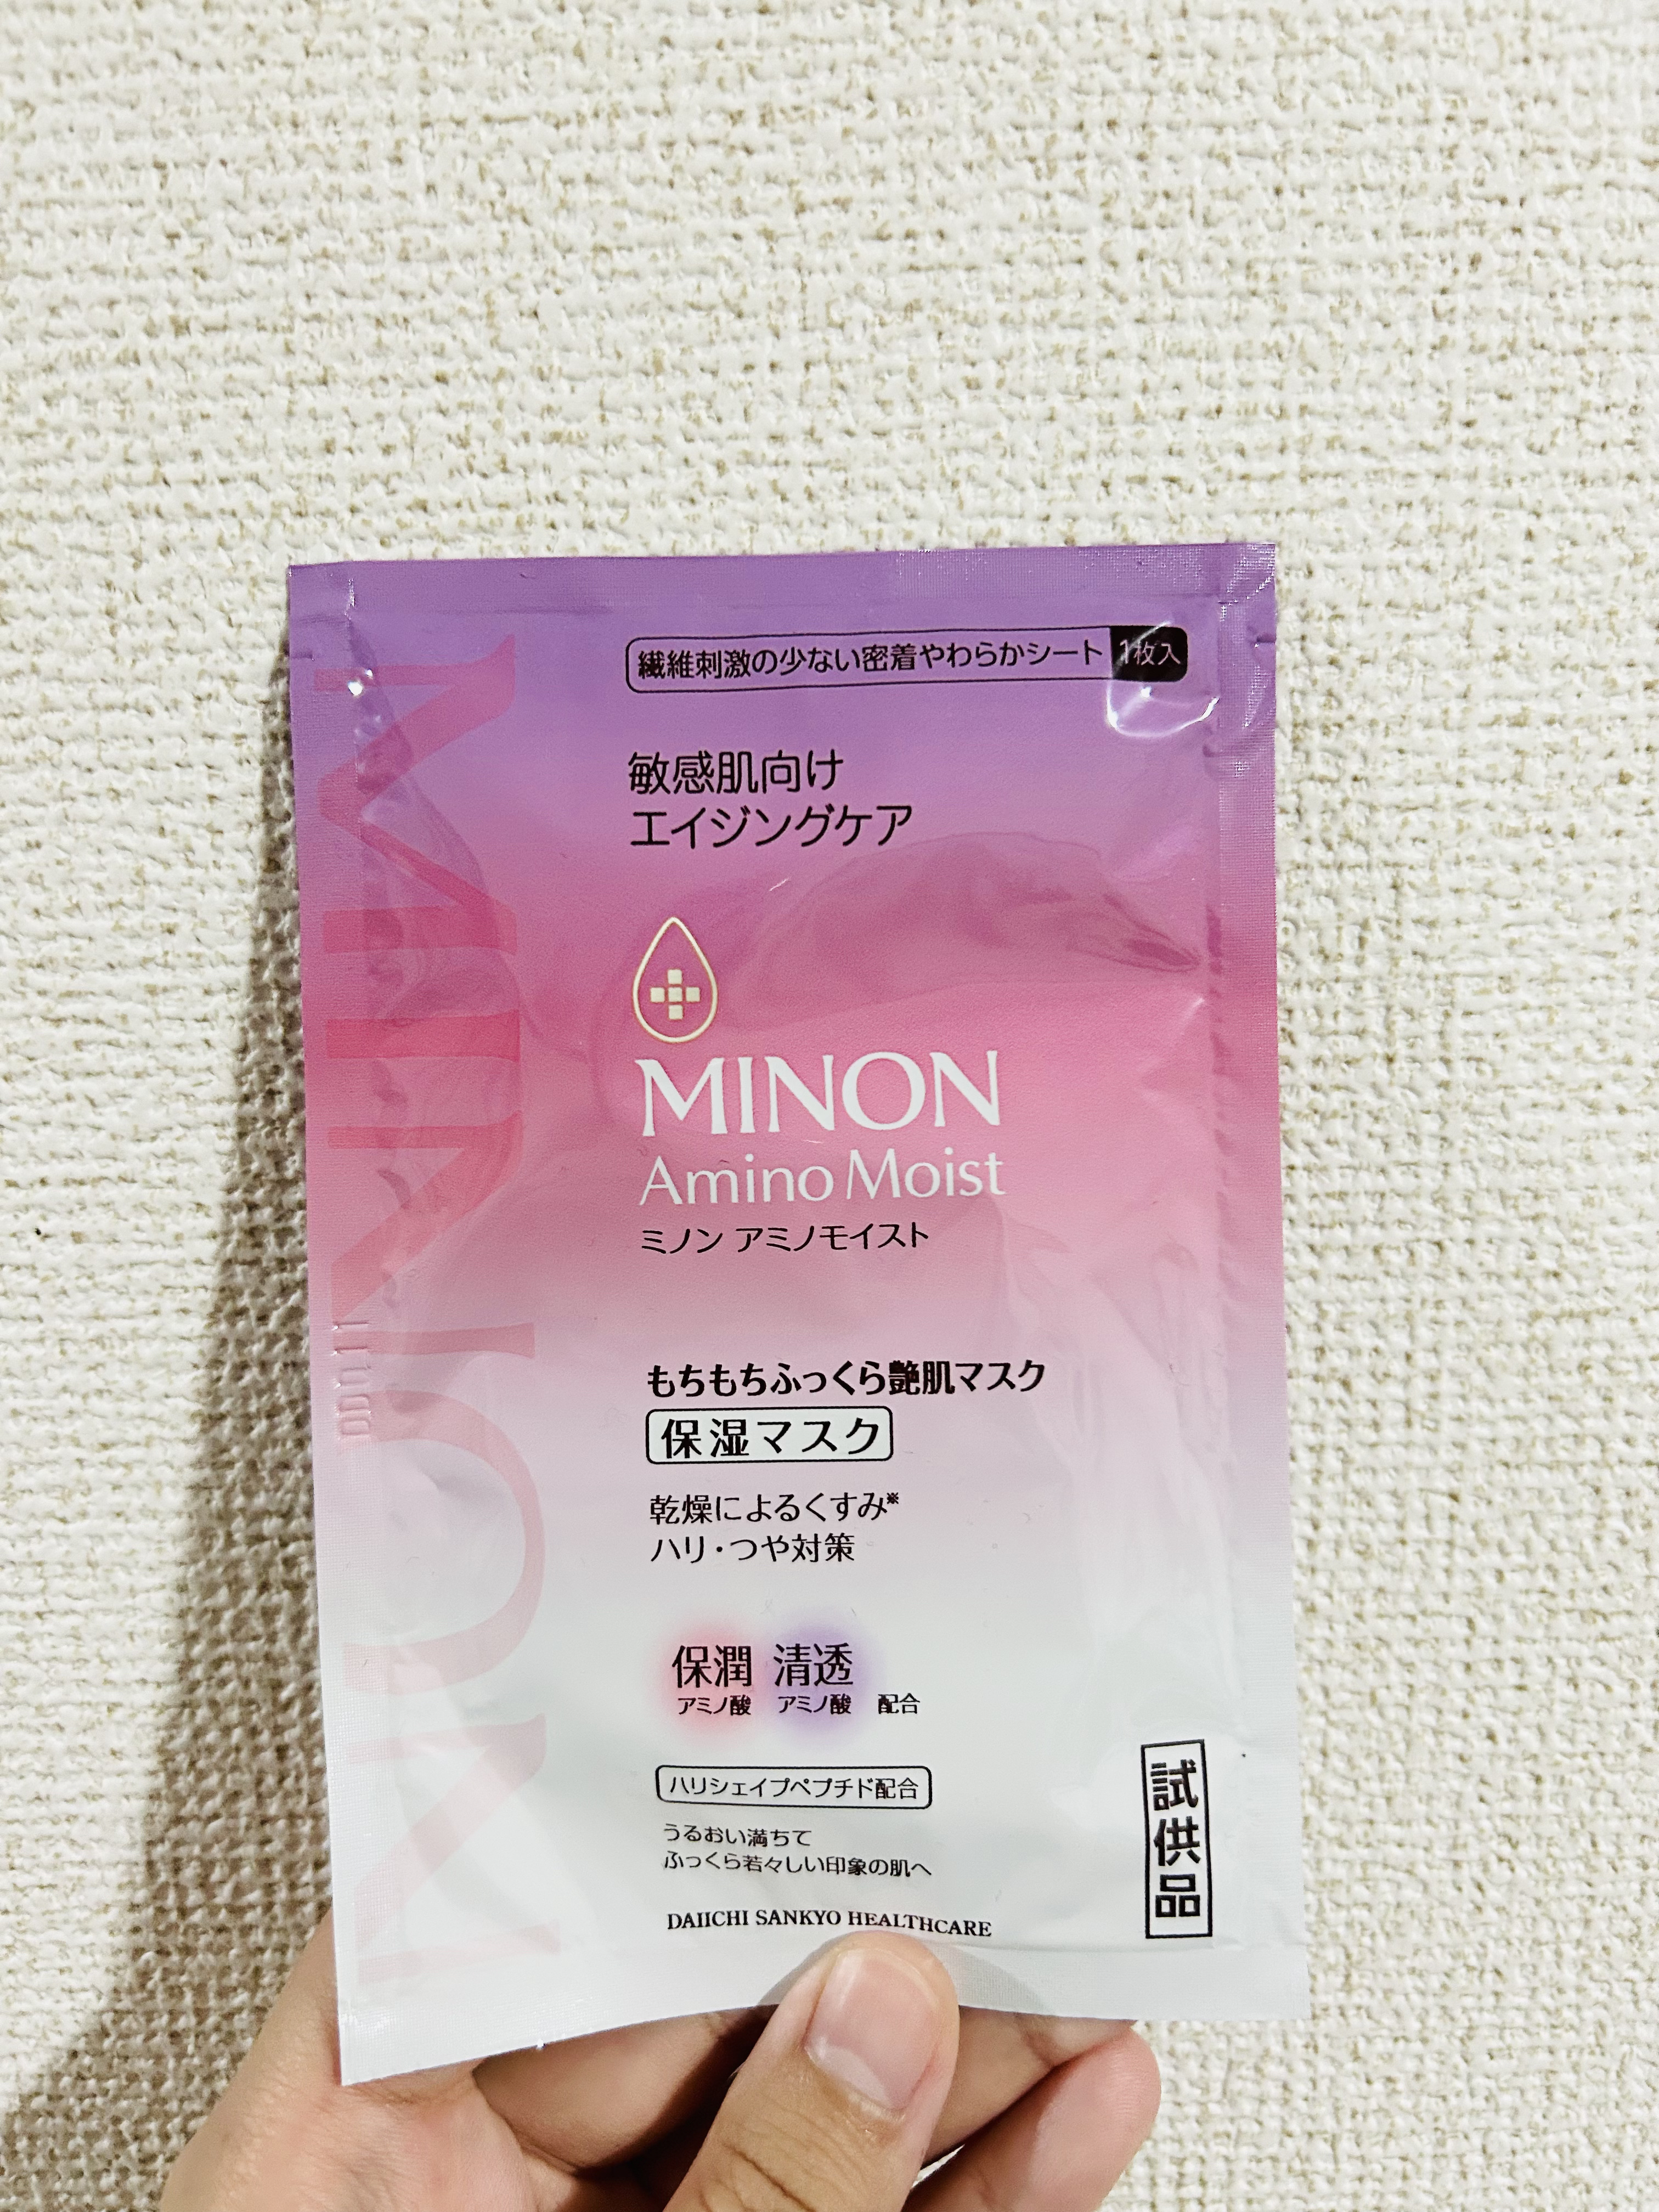 繊維刺激の少ない密着やわらかシート 1枚入
敏感肌向け
エイジングケア
MINON
Amino Moist
ミノン アミノモイスト
もちもちふっくら艶肌マスク
保湿マスク
乾燥によるくすみ※
ハリ・つや対策
保潤 清透
アミノ酸 アミノ酸 配合
ハリシェイプペプチド配合
うるおい満ちて
ふっくら若々しい印象の肌へ
DAIICHI SANKYO HEALTHCARE
試供品
MINON